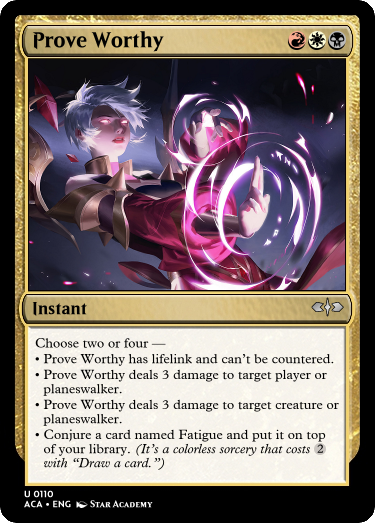 Prove Worthy
Instant
Choose two or four —
• Prove Worthy has lifelink and can't be countered.
• Prove Worthy deals 3 damage to target player or
planeswalker.
• Prove Worthy deals 3 damage to target creature or
planeswalker.
• Conjure a card named Fatigue and put it on top
of your library. (It's a colorless sorcery that costs 2
with “Draw a card.”)
U 0110
ACA • ENG Star Academy